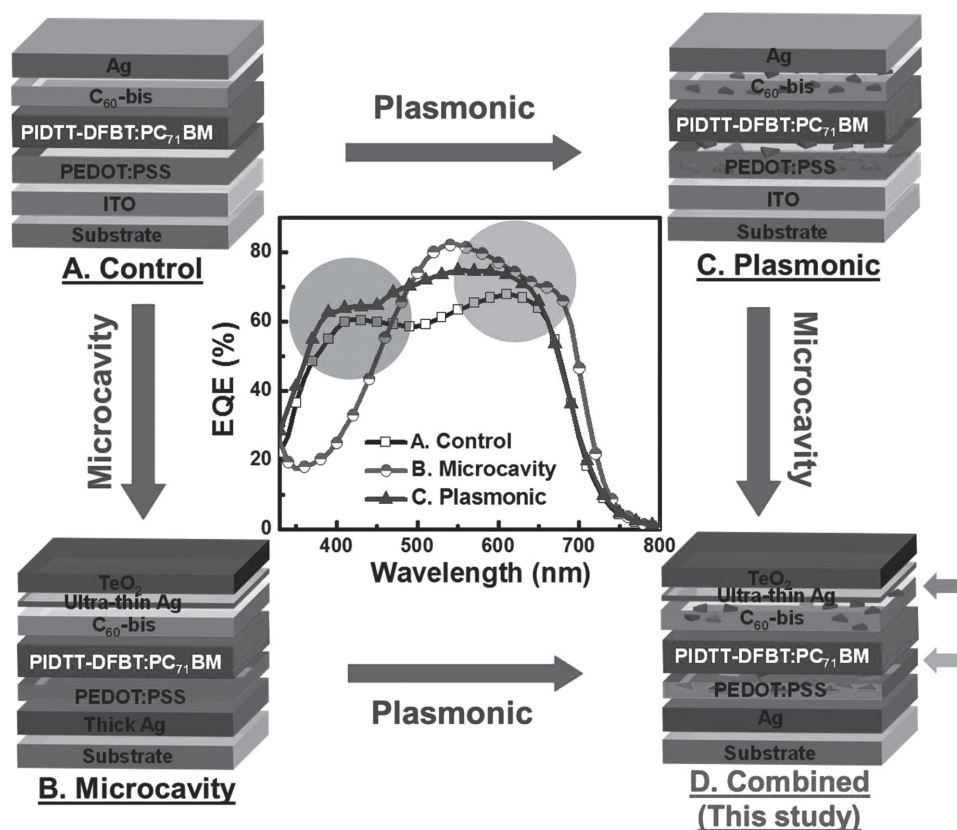 Ag
C₆₀-bis
PIDTT-DFBT:PC₇₁BM
PEDOT:PSS
ITO
Substrate
A. Control
Plasmonic
Ag
C₆₀-bis
PIDTT-DFBT:PC₇₁BM
PEDOT:PSS
ITO
Substrate
C. Plasmonic
Microcavity
EQE (%)
80
60
40
20
0
A. Control
B. Microcavity
C. Plasmonic
400 500 600 700 800
Wavelength (nm)
Microcavity
TeO₂
Ultra-thin Ag
C₆₀-bis
PIDTT-DFBT:PC₇₁BM
PEDOT:PSS
Thick Ag
Substrate
B. Microcavity
Plasmonic
TeO₂
Ultra-thin Ag
C₆₀-bis
PIDTT-DFBT:PC₇₁BM
PEDOT:PSS
Ag
Substrate
D. Combined
(This study)